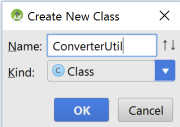 Create New Class
Name: ConverterUtil
Kind: Class
OK Cancel